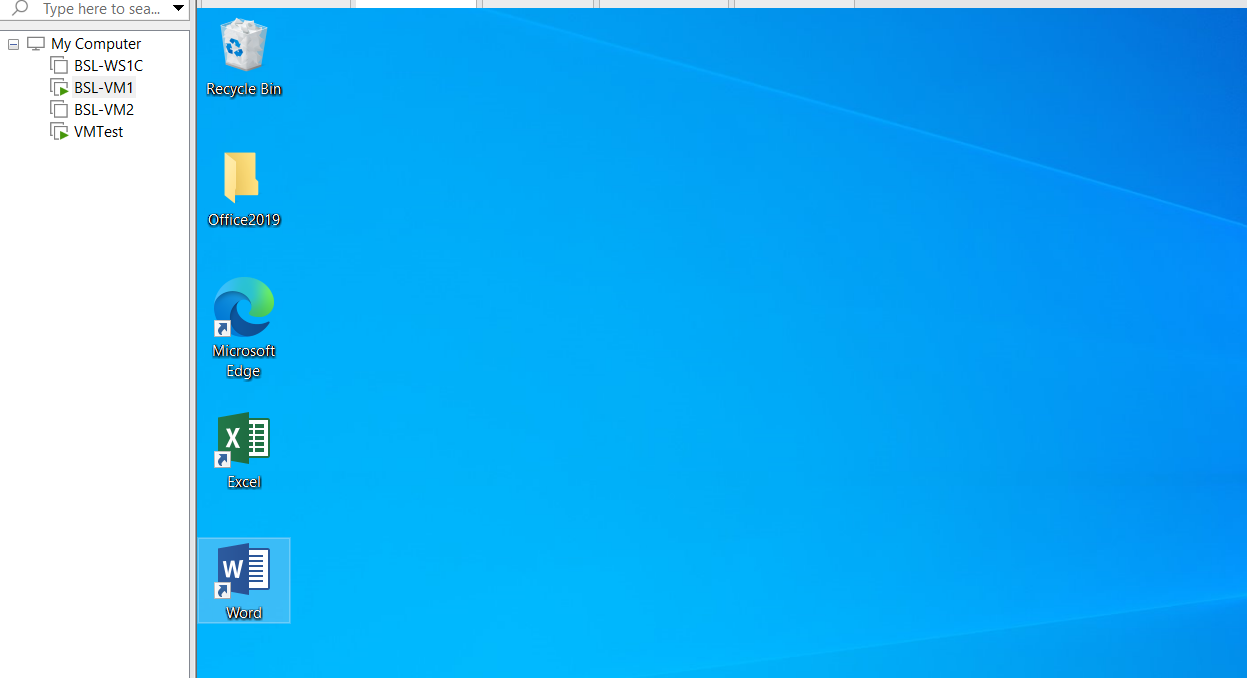 Type here to sea...
My Computer
BSL-WS1C
BSL-VM1
BSL-VM2
VMTest
Recycle Bin
Office2019
Microsoft
Edge
X
Excel
W
Word